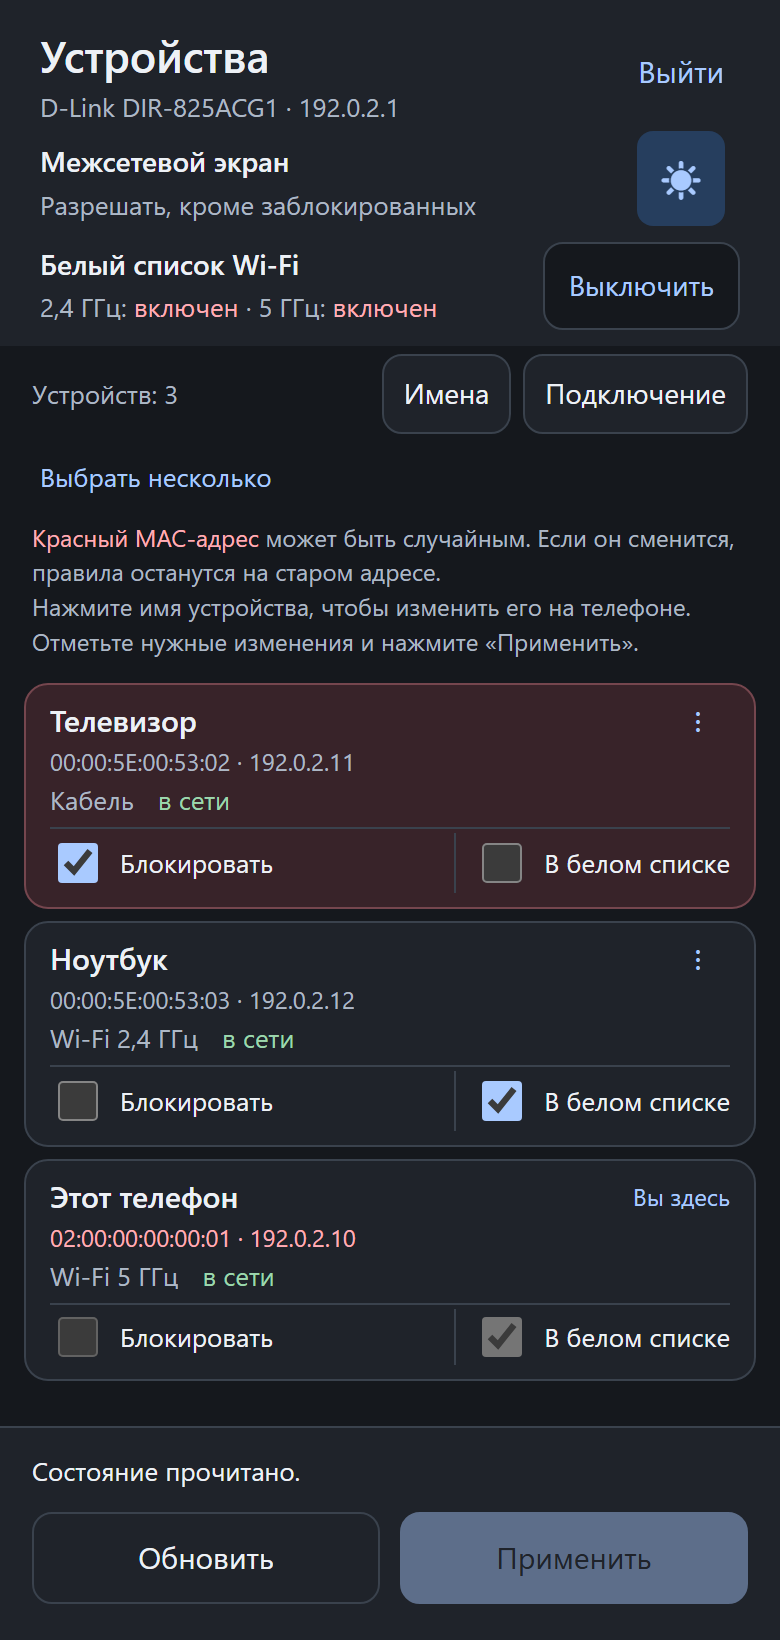 Устройства
Выйти
D-Link DIR-825ACG1 · 192.0.2.1
Межсетевой экран
Разрешать, кроме заблокированных
Белый список Wi-Fi
2,4 ГГц: включен · 5 ГГц: включен
Выключить
Устройств: 3
Имена
Подключение
Выбрать несколько
Красный MAC-адрес может быть случайным. Если он сменится,
правила останутся на старом адресе.
Нажмите имя устройства, чтобы изменить его на телефоне.
Отметьте нужные изменения и нажмите «Применить».
Телевизор
00:00:5E:00:53:02 · 192.0.2.11
Кабель в сети
Блокировать
В белом списке
Ноутбук
00:00:5E:00:53:03 · 192.0.2.12
Wi-Fi 2,4 ГГц в сети
Блокировать
В белом списке
Этот телефон
Вы здесь
02:00:00:00:00:01 · 192.0.2.10
Wi-Fi 5 ГГц в сети
Блокировать
В белом списке
Состояние прочитано.
Обновить
Применить